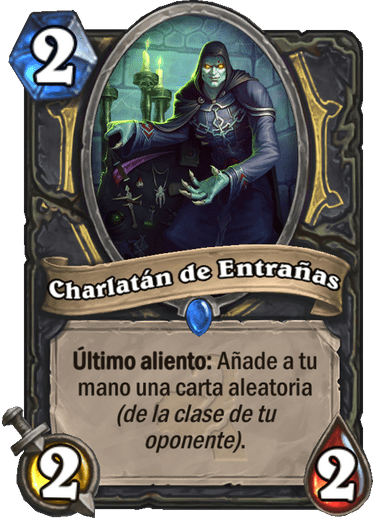 2
Charlatán de Entrañas
Último aliento: Añade a tu
mano una carta aleatoria
(de la clase de tu
oponente).
2
2